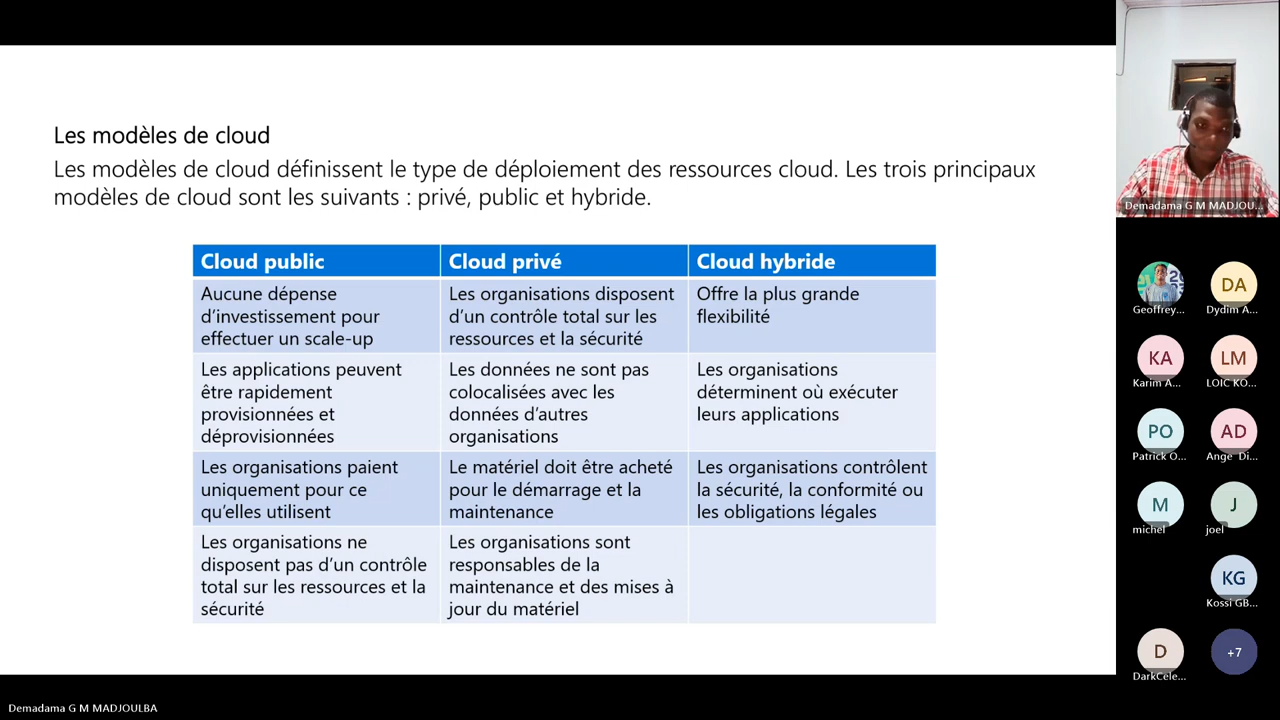 Les modèles de cloud
Les modèles de cloud définissent le type de déploiement des ressources cloud. Les trois principaux
modèles de cloud sont les suivants : privé, public et hybride.
Cloud public
Cloud privé
Cloud hybride
Aucune dépense
d’investissement pour
effectuer un scale-up
Les organisations disposent
d’un contrôle total sur les
ressources et la sécurité
Offre la plus grande
flexibilité
Les applications peuvent
être rapidement
provisionnées et
déprovisionnées
Les données ne sont pas
colocalisées avec les
données d’autres
organisations
Les organisations
déterminent où exécuter
leurs applications
Les organisations paient
uniquement pour ce
qu’elles utilisent
Le matériel doit être acheté
pour le démarrage et la
maintenance
Les organisations contrôlent
la sécurité, la conformité ou
les obligations légales
Les organisations ne
disposent pas d’un contrôle
total sur les ressources et la
sécurité
Les organisations sont
responsables de la
maintenance et des mises à
jour du matériel
Demadama G M MADJOU...
Geoffrey...
DA
Dydim A...
KA
Karim A...
LM
LOIC KO...
PO
Patrick O...
AD
Ange Di...
M
michel
J
joel
KG
Kossi GB...
D
DarkCele...
+7
Demadama G M MADJOULBA